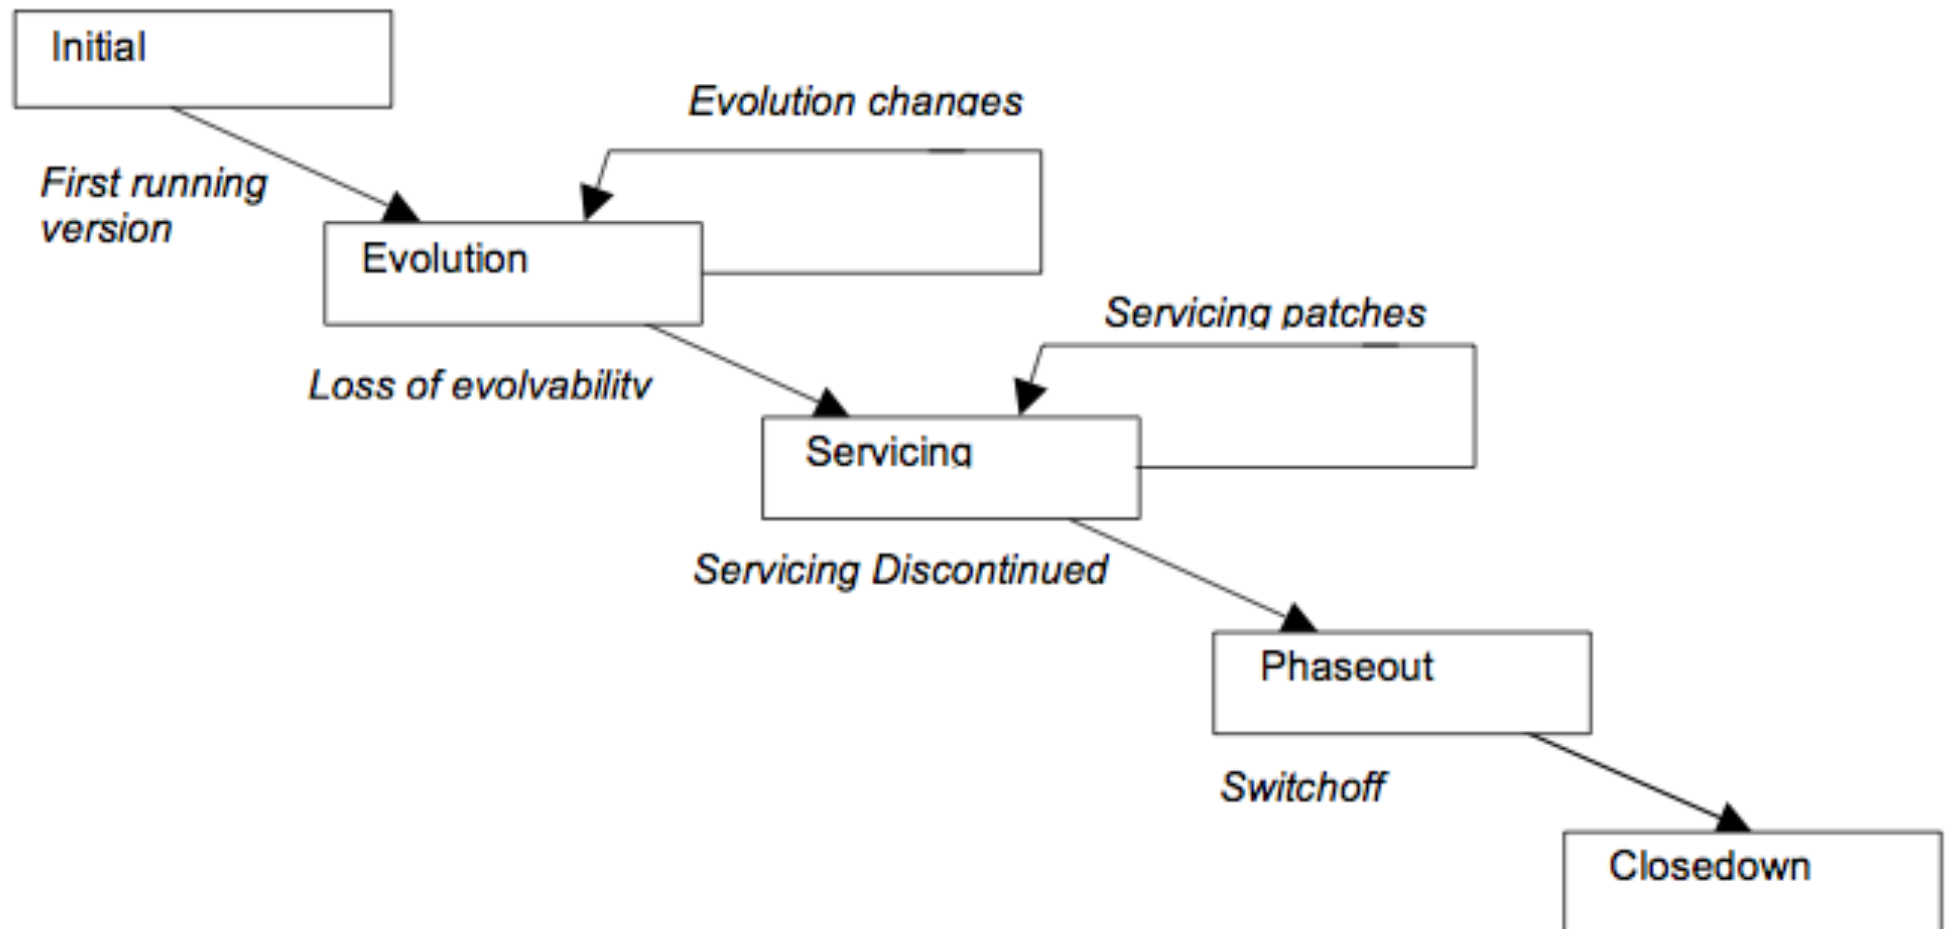 Initial
Evolution changes
First running
version
Evolution
Servicing patches
Loss of evolvability
Servicing
Servicing Discontinued
Phaseout
Switchoff
Closedown